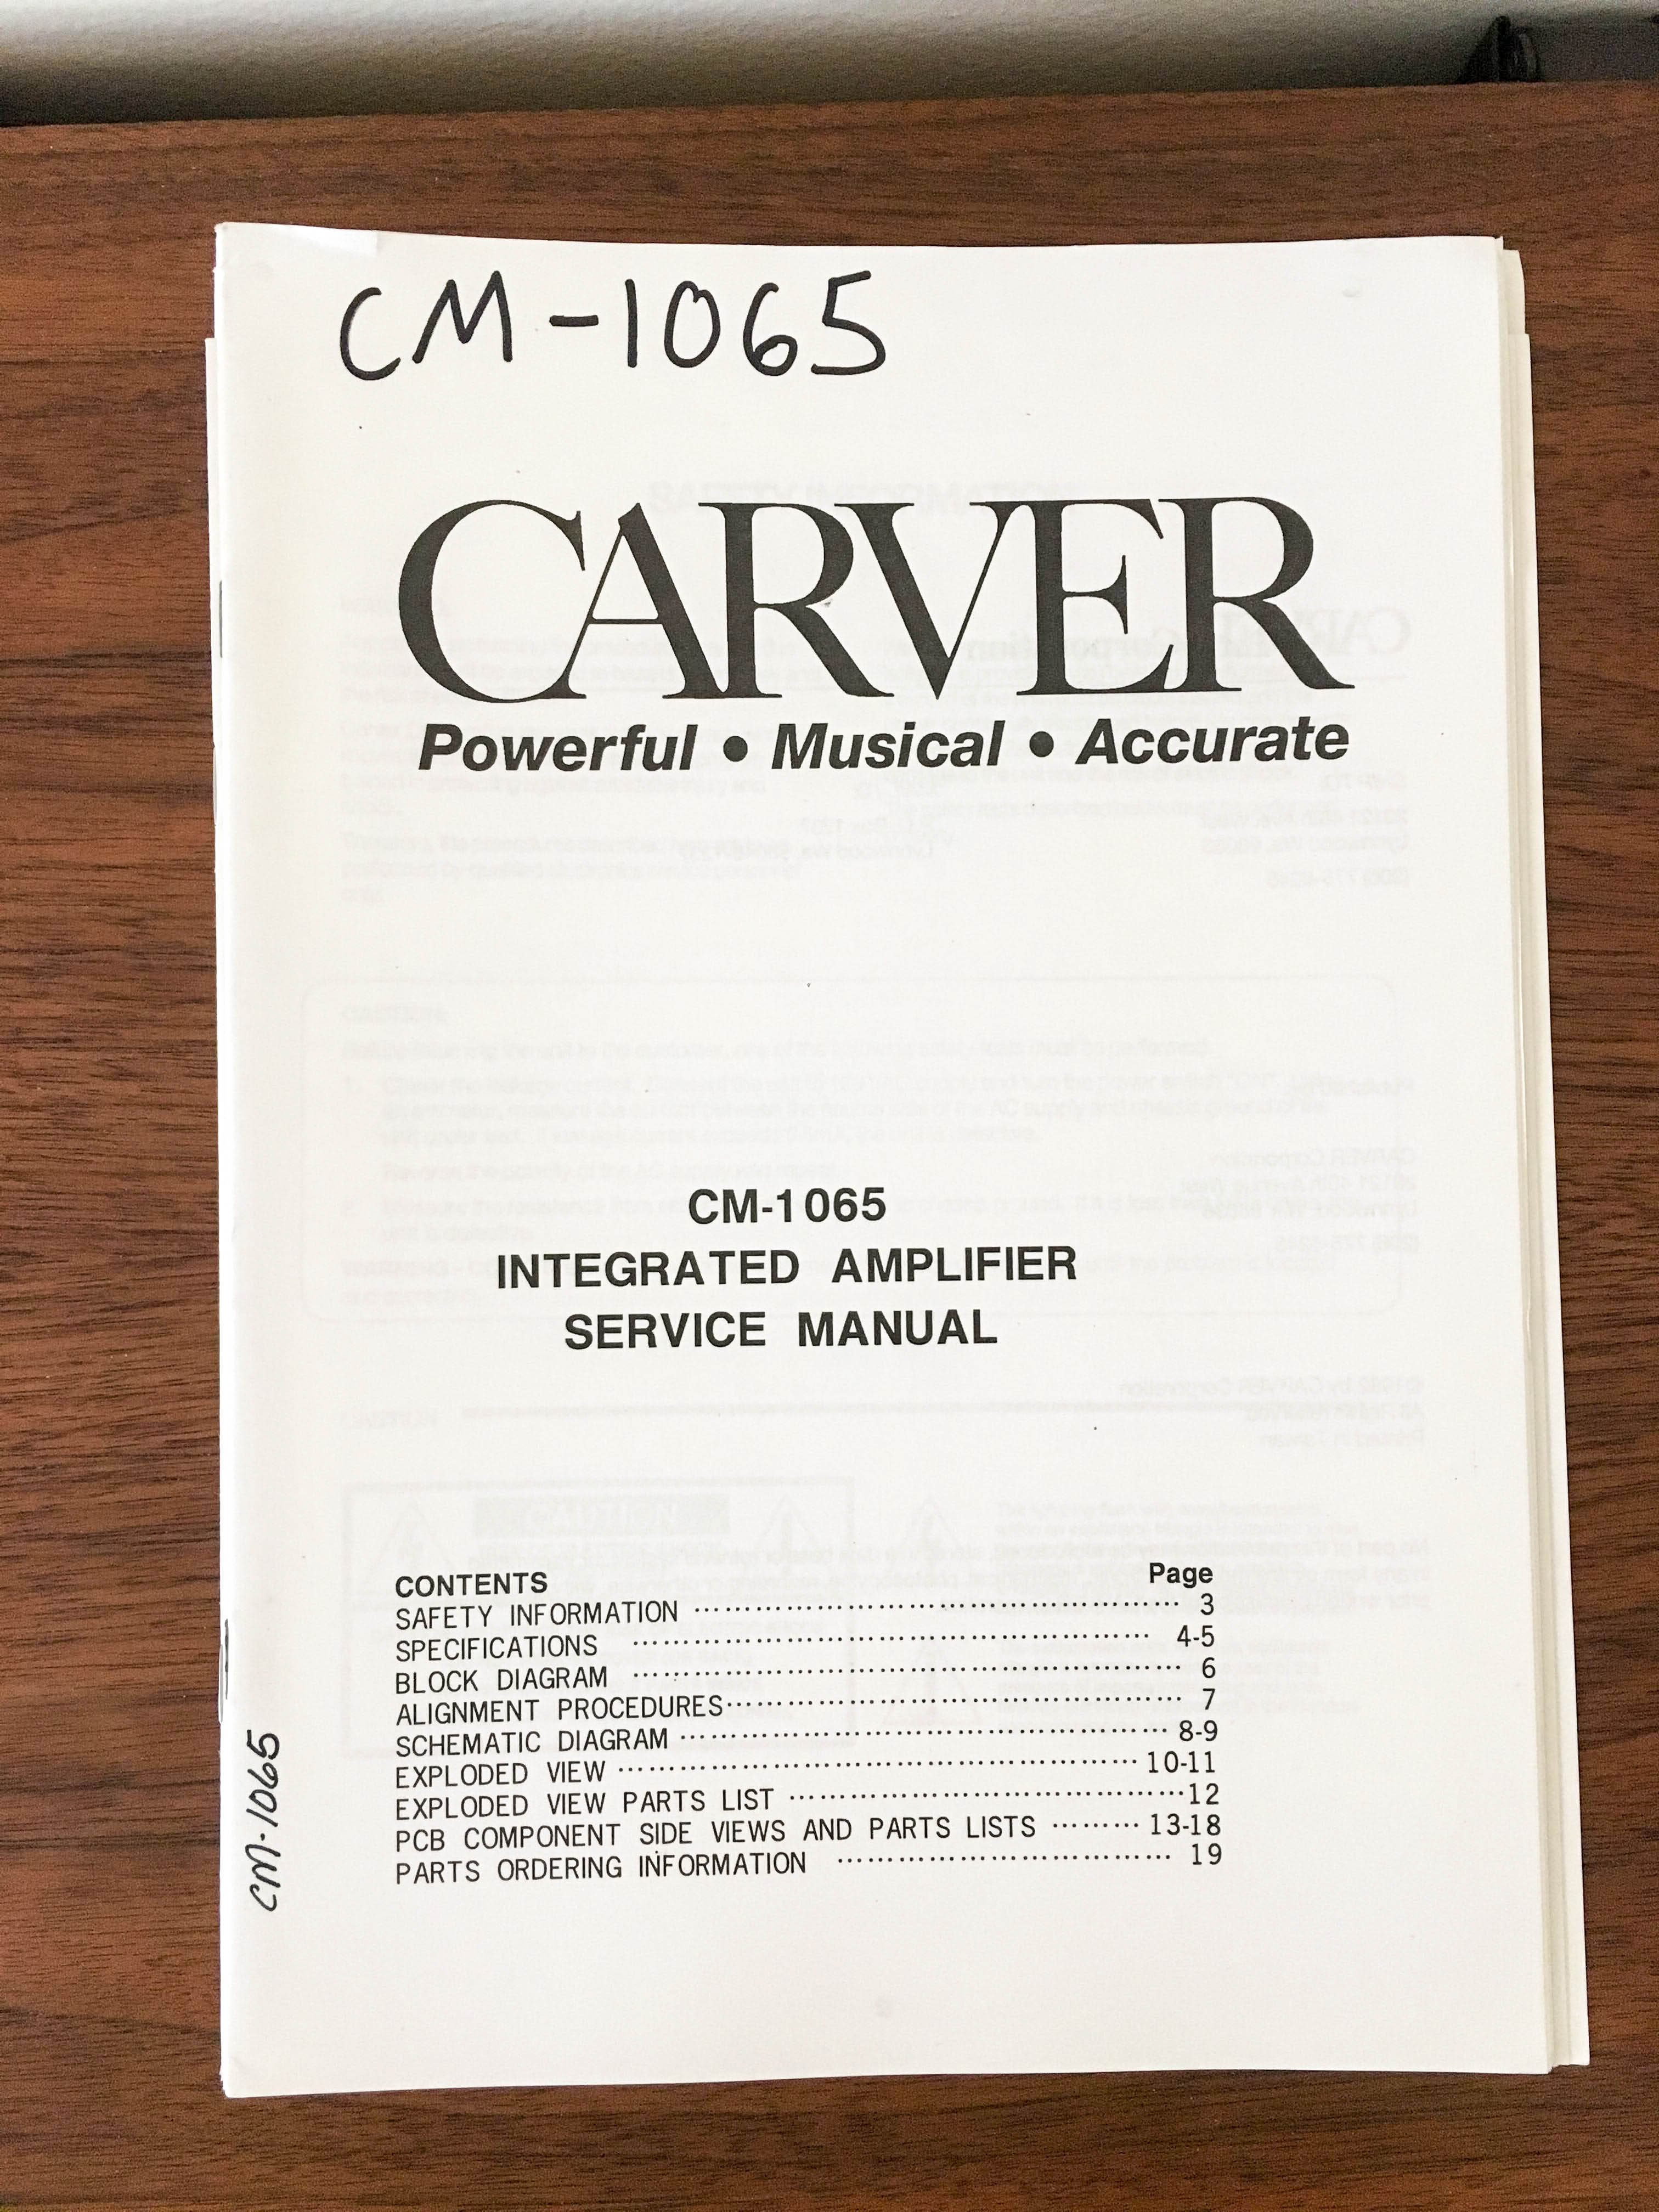 CM-1065
CARVER
Powerful • Musical • Accurate
CM-1065
INTEGRATED AMPLIFIER
SERVICE MANUAL
CONTENTS Page
SAFETY INFORMATION ........................................ 3
SPECIFICATIONS ........................................ 4-5
BLOCK DIAGRAM ........................................ 6
ALIGNMENT PROCEDURES ........................................ 7
SCHEMATIC DIAGRAM ........................................ 8-9
EXPLODED VIEW ........................................ 10-11
EXPLODED VIEW PARTS LIST ................................ 12
PCB COMPONENT SIDE VIEWS AND PARTS LISTS ......... 13-18
PARTS ORDERING INFORMATION ........................... 19
CM-1065